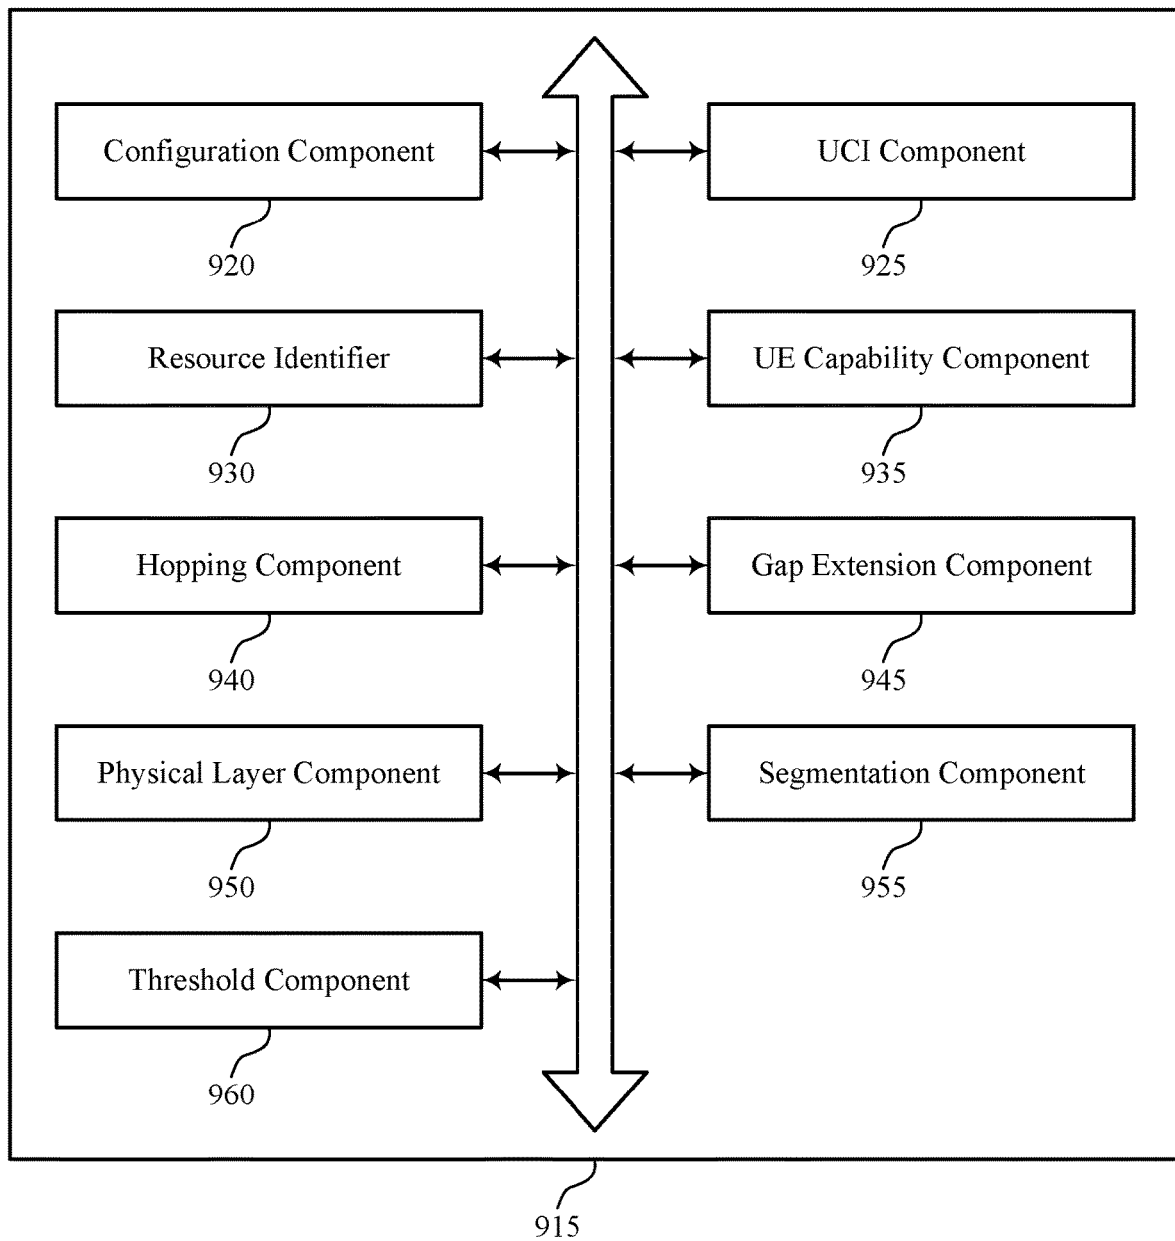 Configuration Component
UCI Component
920
925
Resource Identifier
UE Capability Component
930
935
Hopping Component
Gap Extension Component
940
945
Physical Layer Component
Segmentation Component
950
955
Threshold Component
960
915